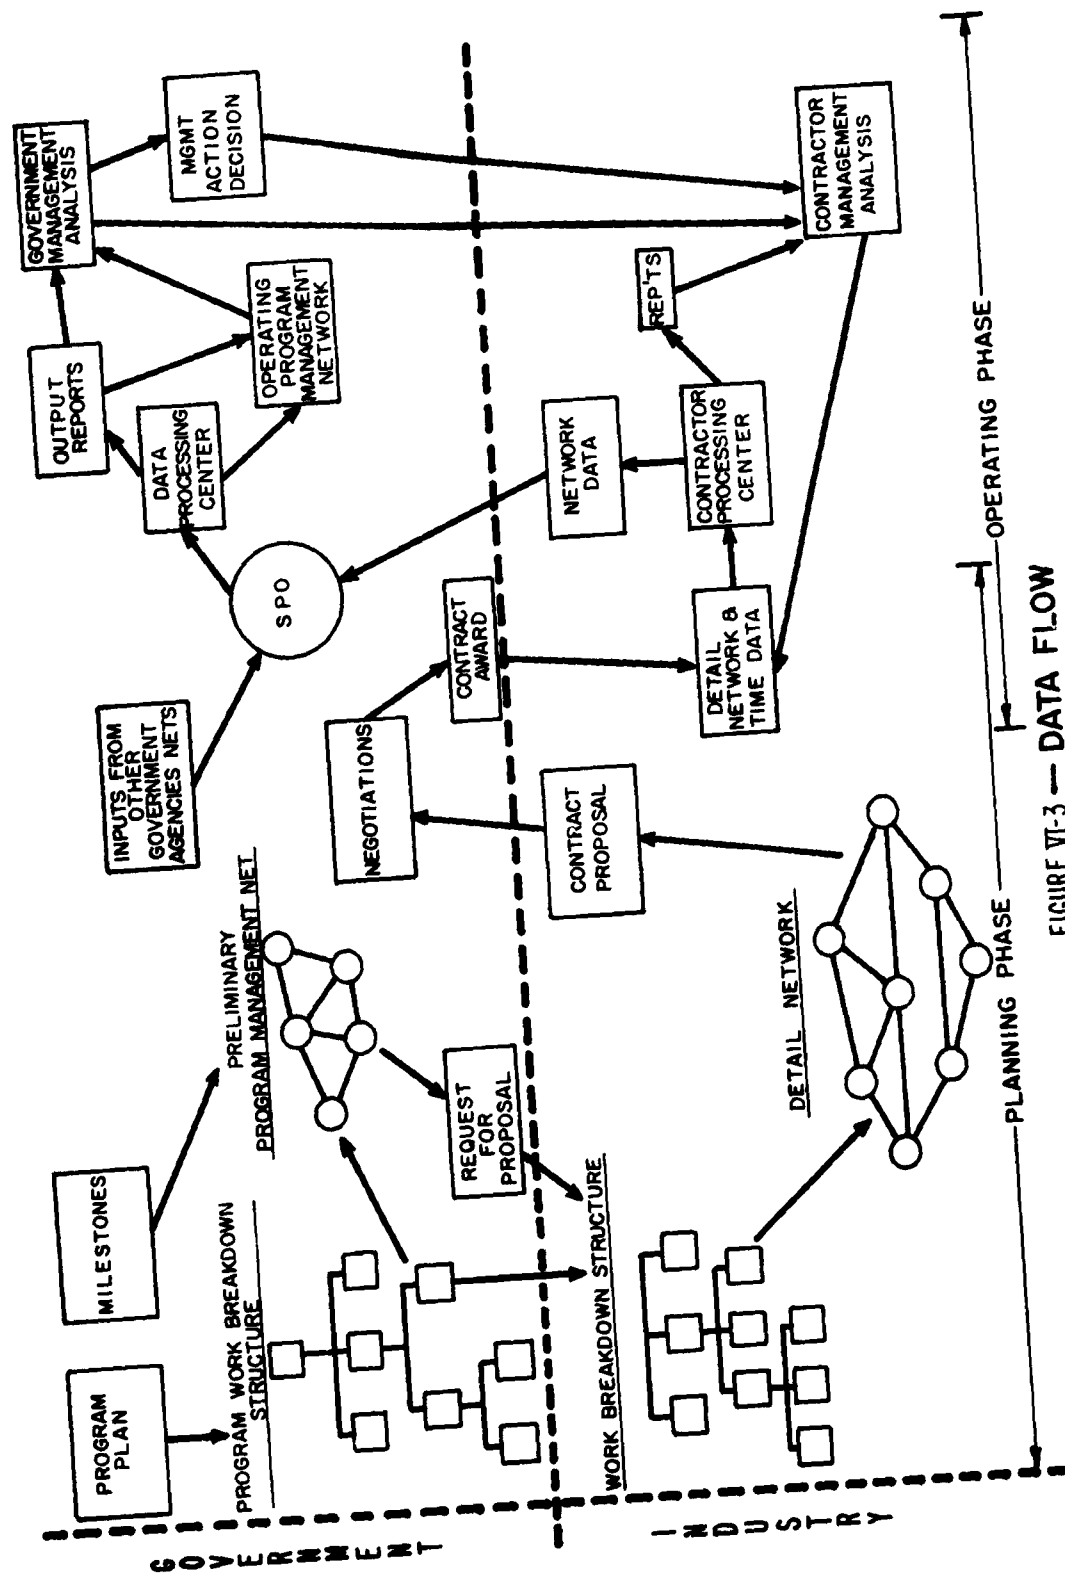 GOVERNMENT
PROGRAM
PLAN
MILESTONES
PROGRAM WORK BREAKDOWN
STRUCTURE
PRELIMINARY
PROGRAM MANAGEMENT NET
REQUEST
FOR
PROPOSAL
INPUTS FROM
OTHER
GOVERNMENT
AGENCIES NETS
NEGOTIATIONS
CONTRACT
AWARD
SPO
DATA
PROCESSING
CENTER
OUTPUT
REPORTS
OPERATING
PROGRAM
MANAGEMENT
NETWORK
GOVERNMENT
MANAGEMENT
ANALYSIS
MGMT
ACTION
DECISION
INDUSTRY
WORK BREAKDOWN STRUCTURE
DETAIL NETWORK
CONTRACT
PROPOSAL
DETAIL
NETWORK &
TIME DATA
NETWORK
DATA
CONTRACTOR
PROCESSING
CENTER
REP'TS
CONTRACTOR
MANAGEMENT
ANALYSIS
PLANNING PHASE
OPERATING PHASE
FIGURE VI-3 — DATA FLOW